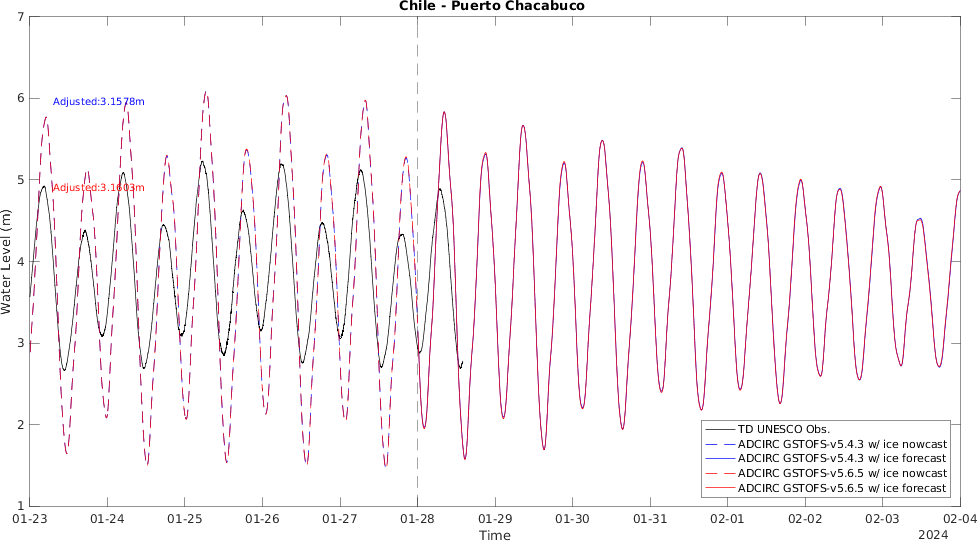 Chile - Puerto Chacabuco
7
6
5
4
3
2
1
Water Level (m)
Adjusted:3.1578m
Adjusted:3.1603m
TD UNESCO Obs.
ADCIRC GSTOFS-v5.4.3 w/ ice nowcast
ADCIRC GSTOFS-v5.4.3 w/ ice forecast
ADCIRC GSTOFS-v5.6.5 w/ ice nowcast
ADCIRC GSTOFS-v5.6.5 w/ ice forecast
01-23 01-24 01-25 01-26 01-27 01-28 01-29 01-30 01-31 02-01 02-02 02-03 02-04
Time
2024